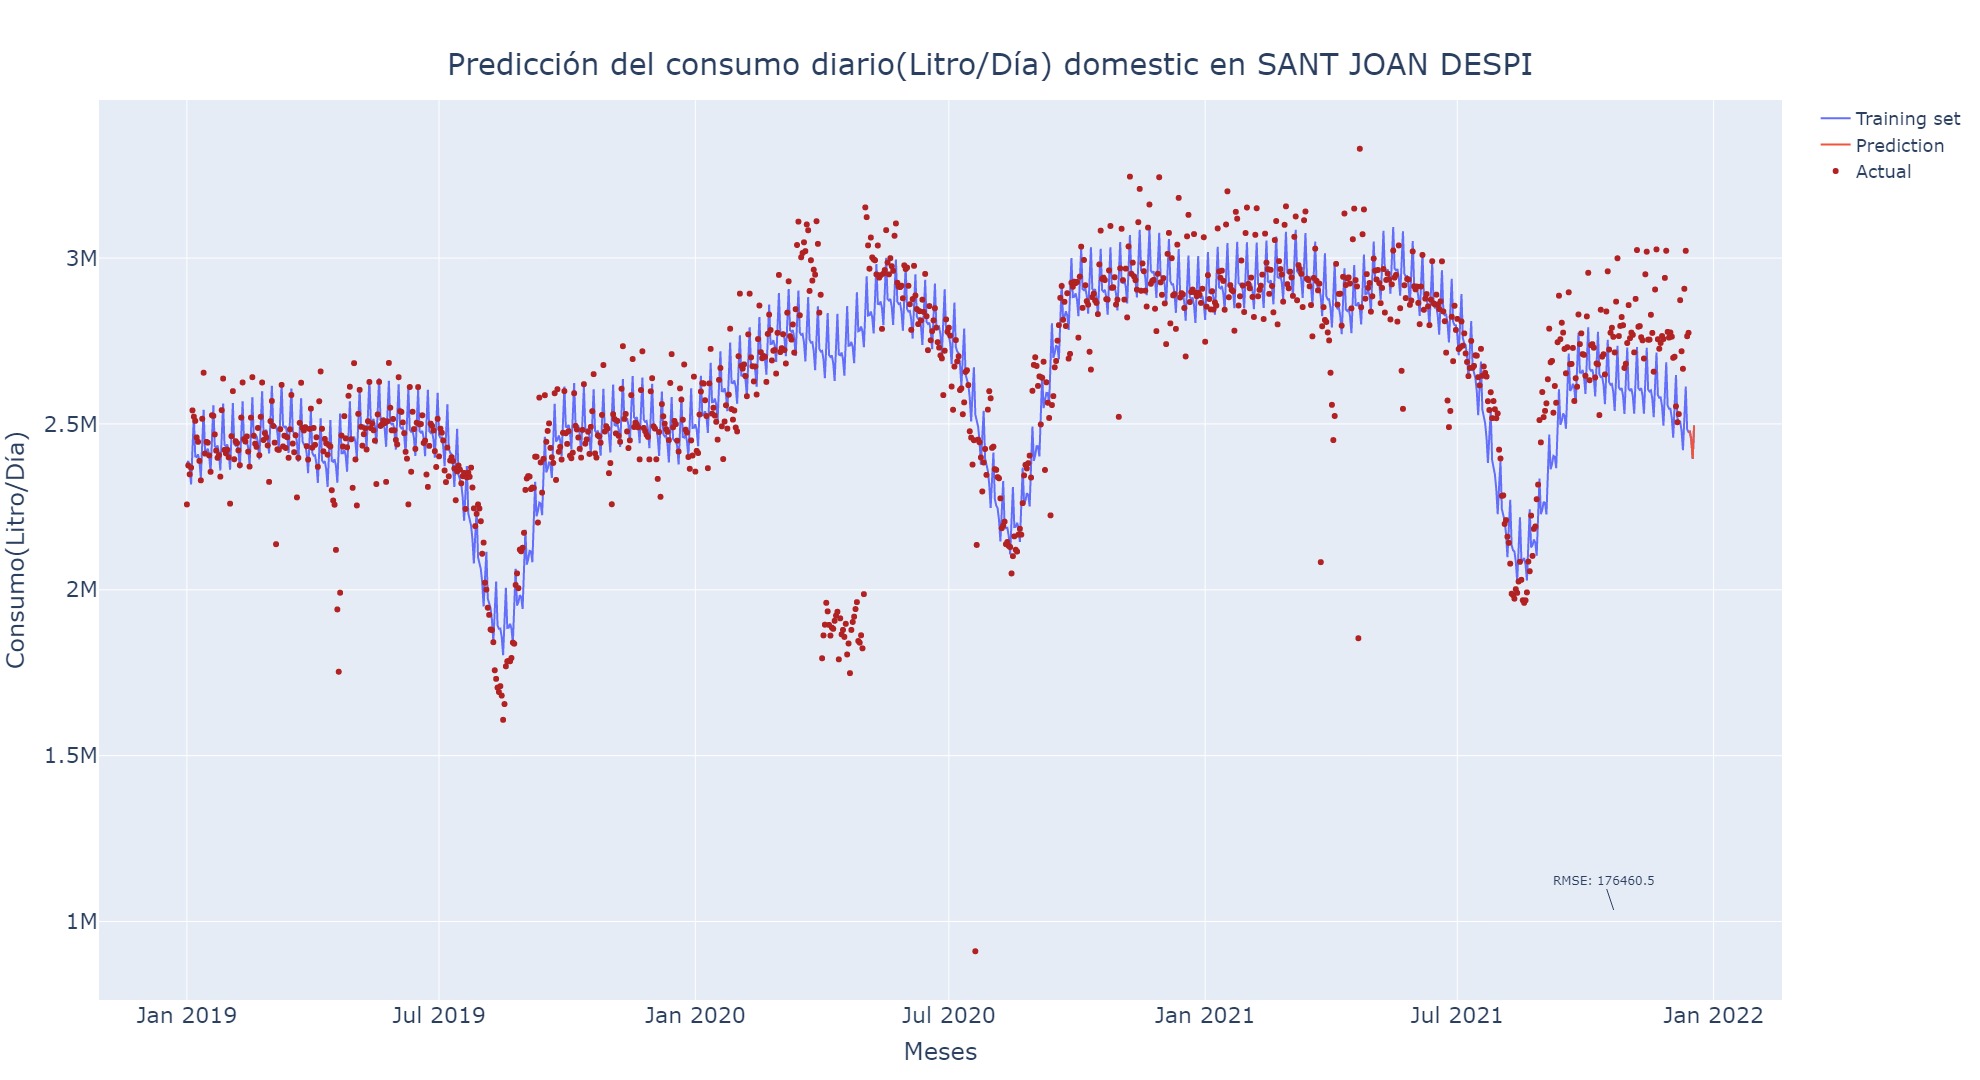 Predicción del consumo diario(Litro/Día) domestic en SANT JOAN DESPI
Training set
Prediction
Actual
Consumo(Litro/Día)
3M
2.5M
2M
1.5M
1M
RMSE: 176460.5
Jan 2019
Jul 2019
Jan 2020
Jul 2020
Jan 2021
Jul 2021
Jan 2022
Meses